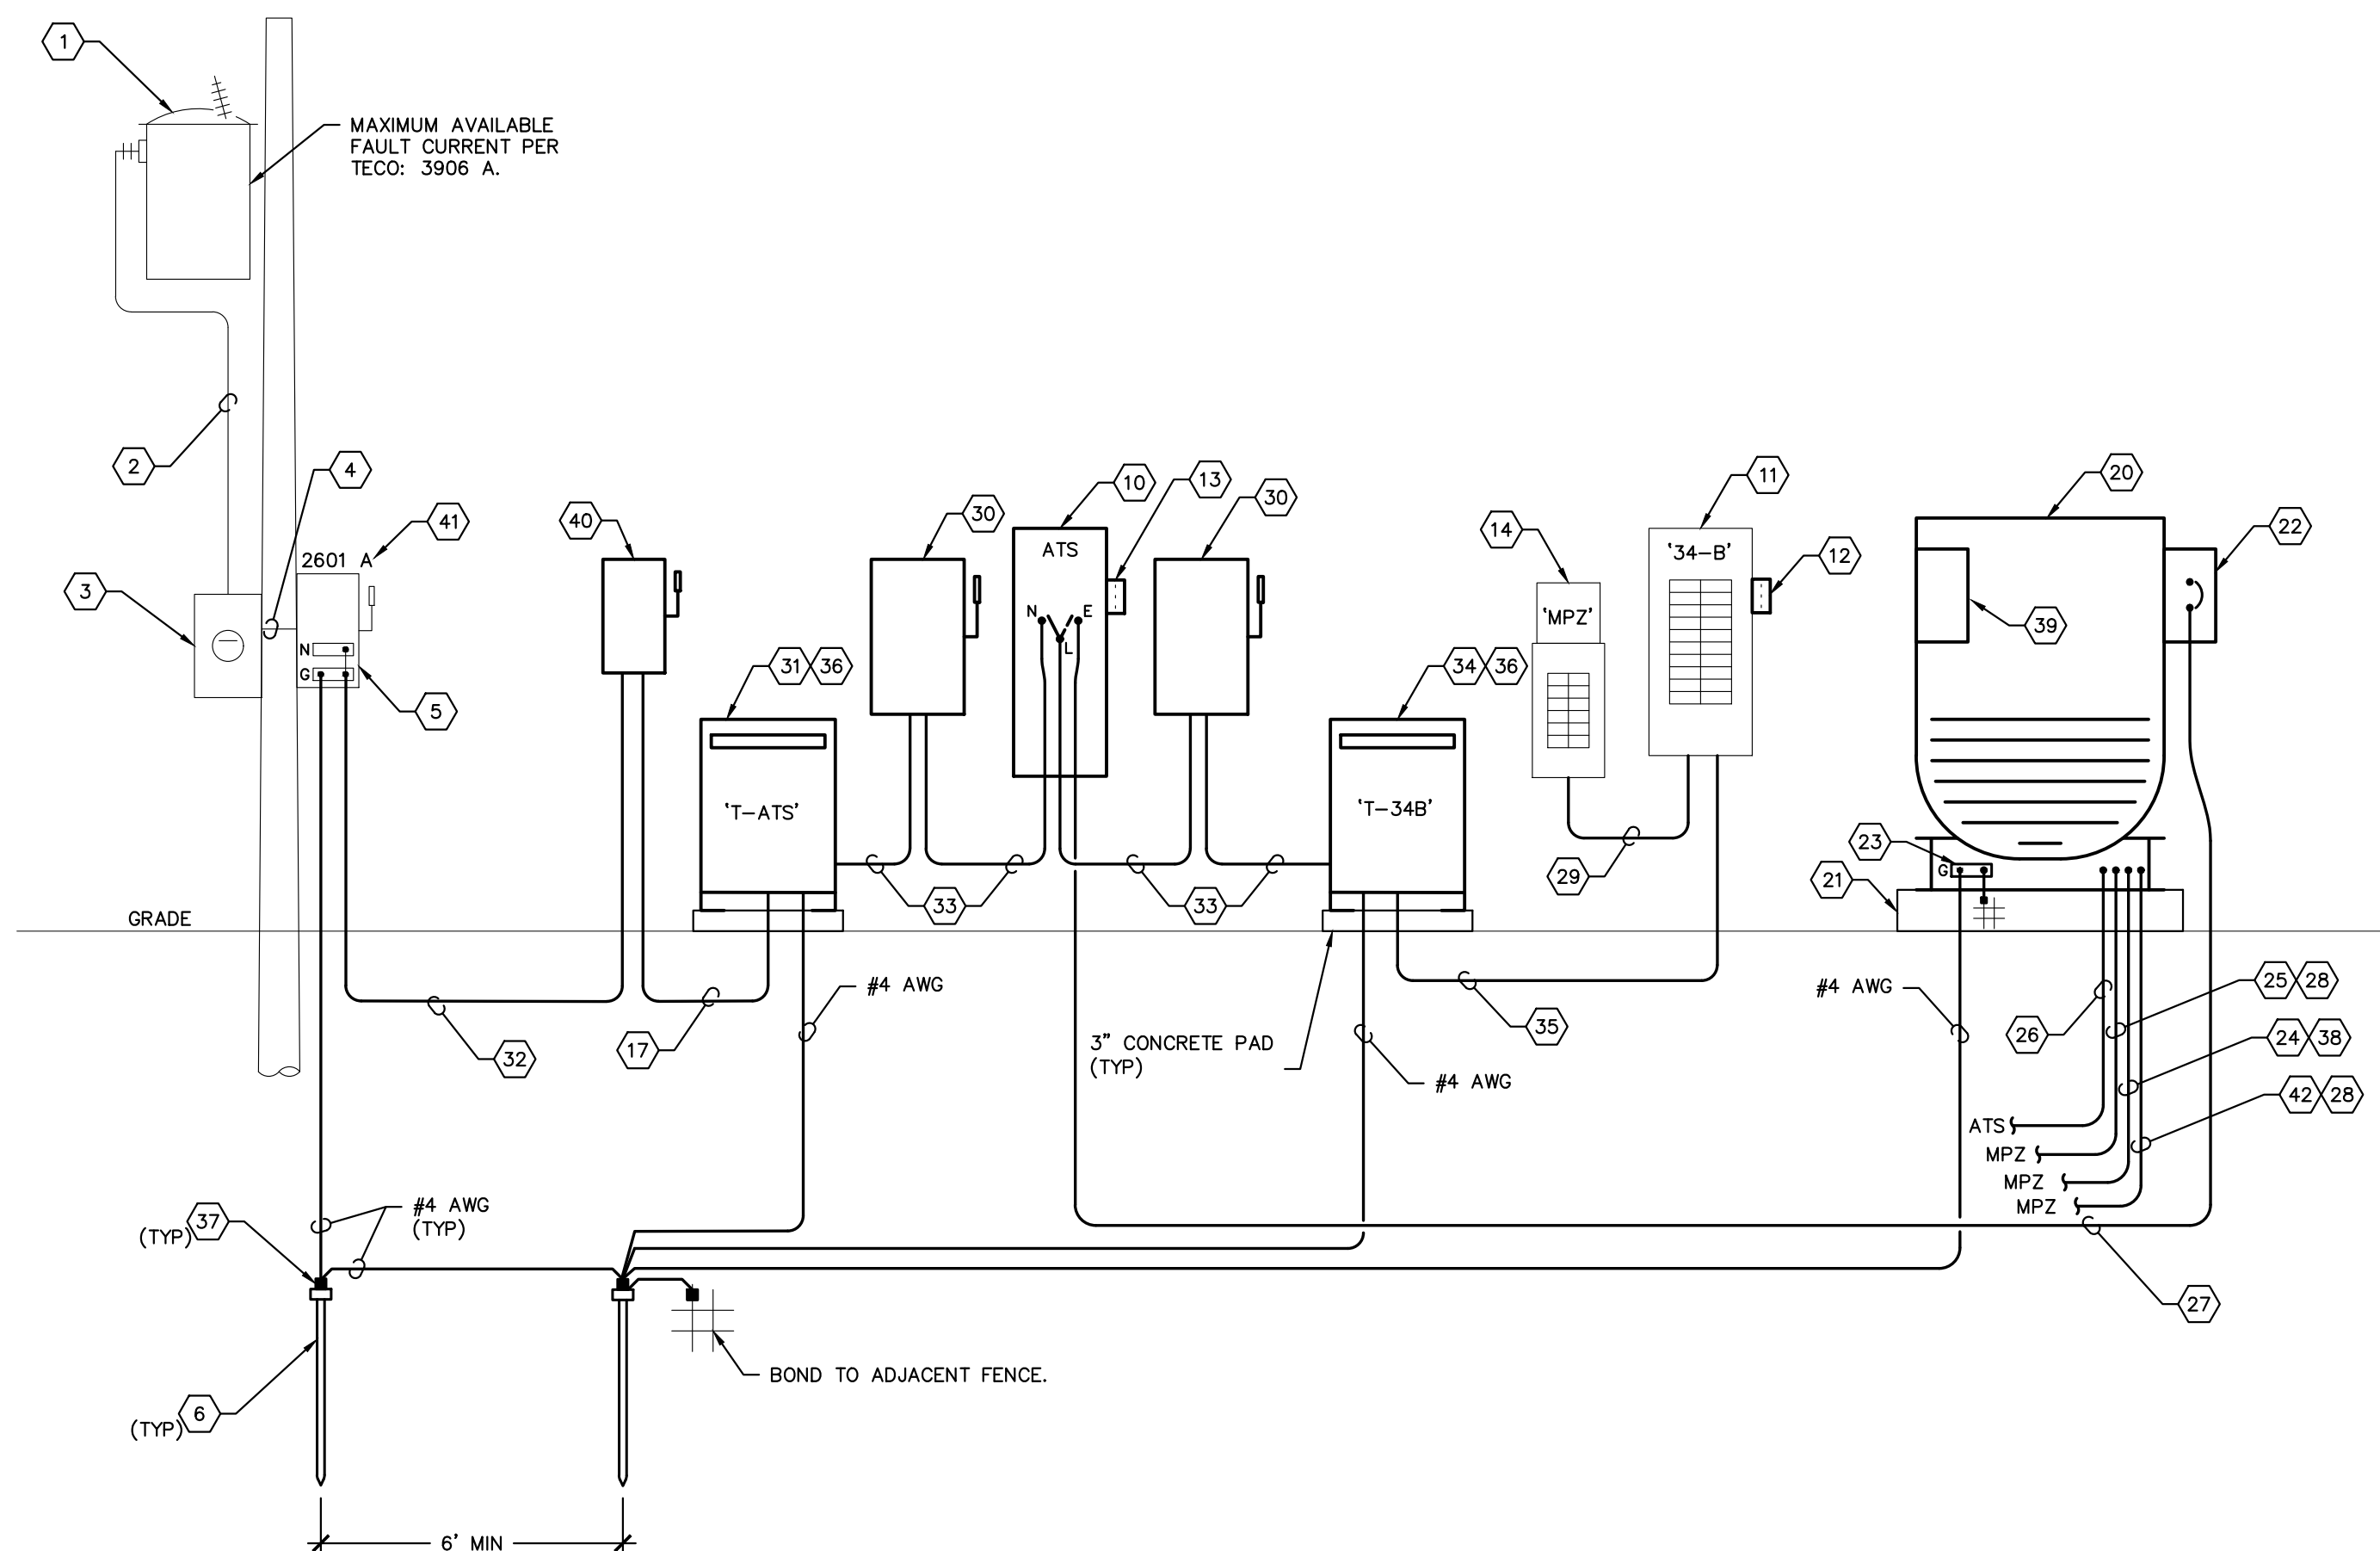 1
MAXIMUM AVAILABLE
FAULT CURRENT PER
TECO: 3906 A.
2
4
41
2601 A
3
N
G
5
40
31 36
'T-ATS'
30
10
13
ATS
N E
L
30
34 36
'T-34B'
14
'MPZ'
11
'34-B'
12
20
22
39
23
G
21
29
33
33
GRADE
#4 AWG
17
32
3" CONCRETE PAD
(TYP)
#4 AWG
35
#4 AWG
26
25 28
24 38
42 28
ATS
MPZ
MPZ
MPZ
27
37
(TYP)
#4 AWG
(TYP)
6
(TYP)
BOND TO ADJACENT FENCE.
6' MIN